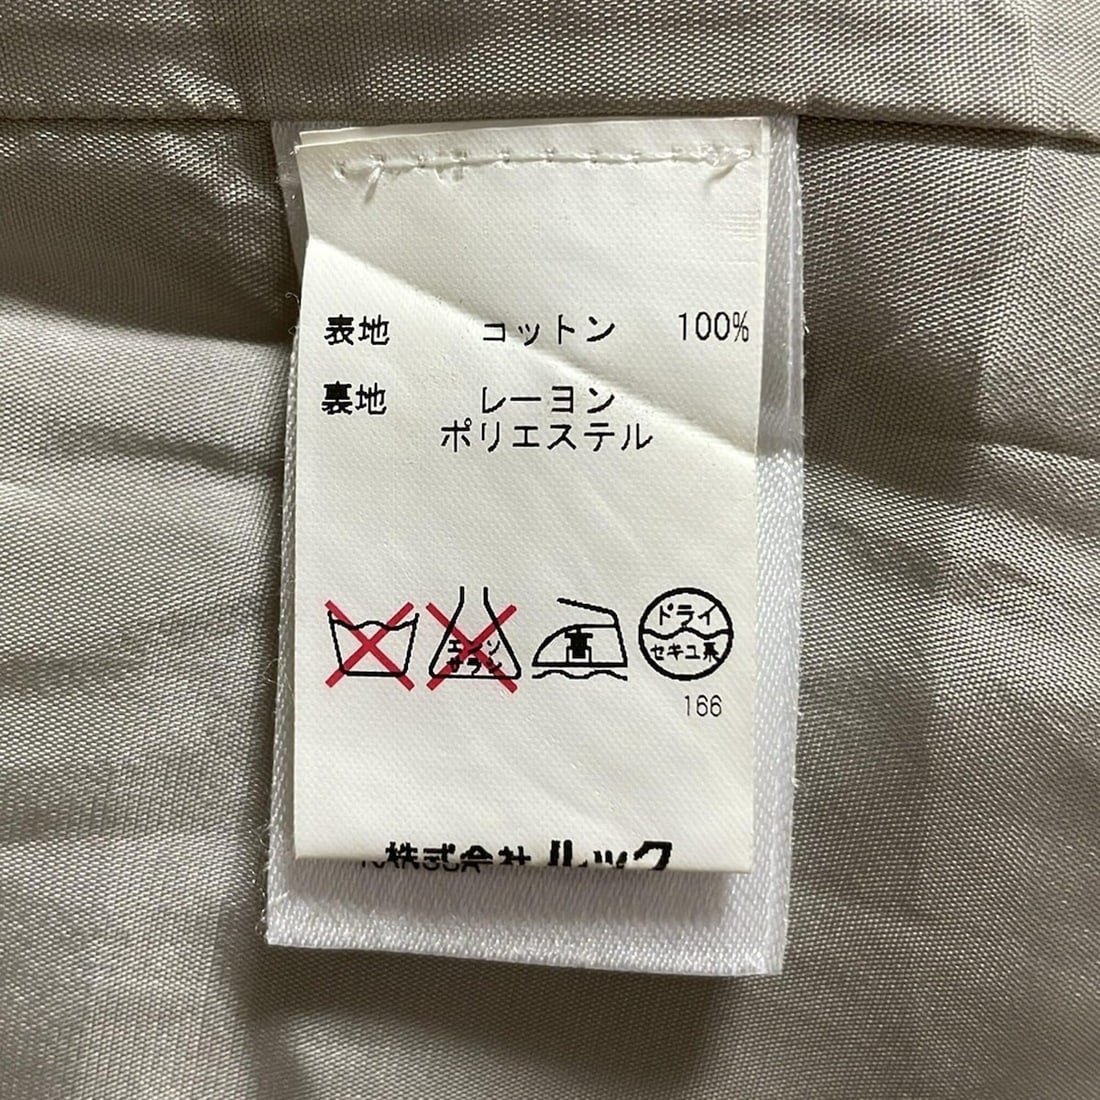 表地 コットン 100%
裏地 レーヨン
ポリエステル
エンソ
サラシ
高
ドライ
セキユ系
166
株式会社 ルック